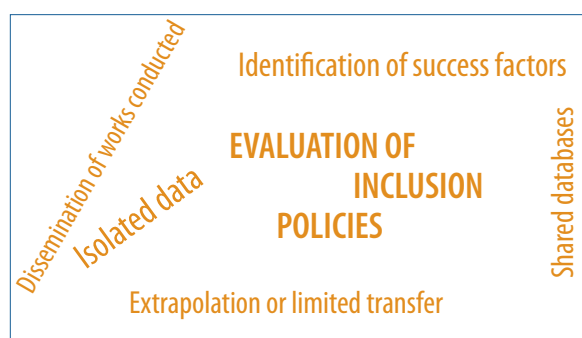 Dissemination of works conducted
Identification of success factors
Isolated data
EVALUATION OF
INCLUSION
POLICIES
Shared databases
Extrapolation or limited transfer